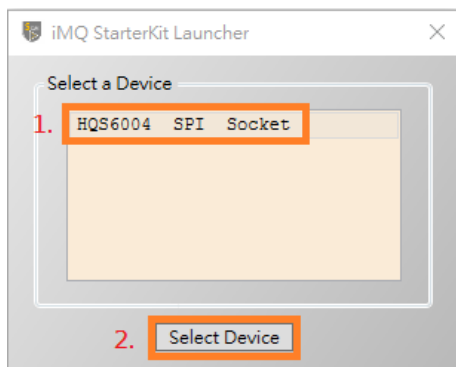 iMQ StarterKit Launcher
Select a Device
1. HQS6004 SPI Socket
2. Select Device